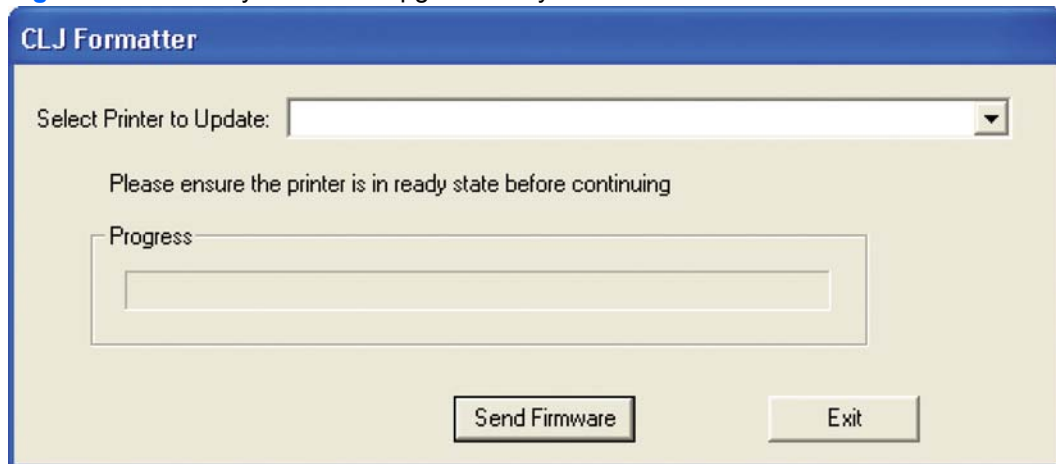 CLJ Formatter
Select Printer to Update:
Please ensure the printer is in ready state before continuing
Progress
Send Firmware
Exit